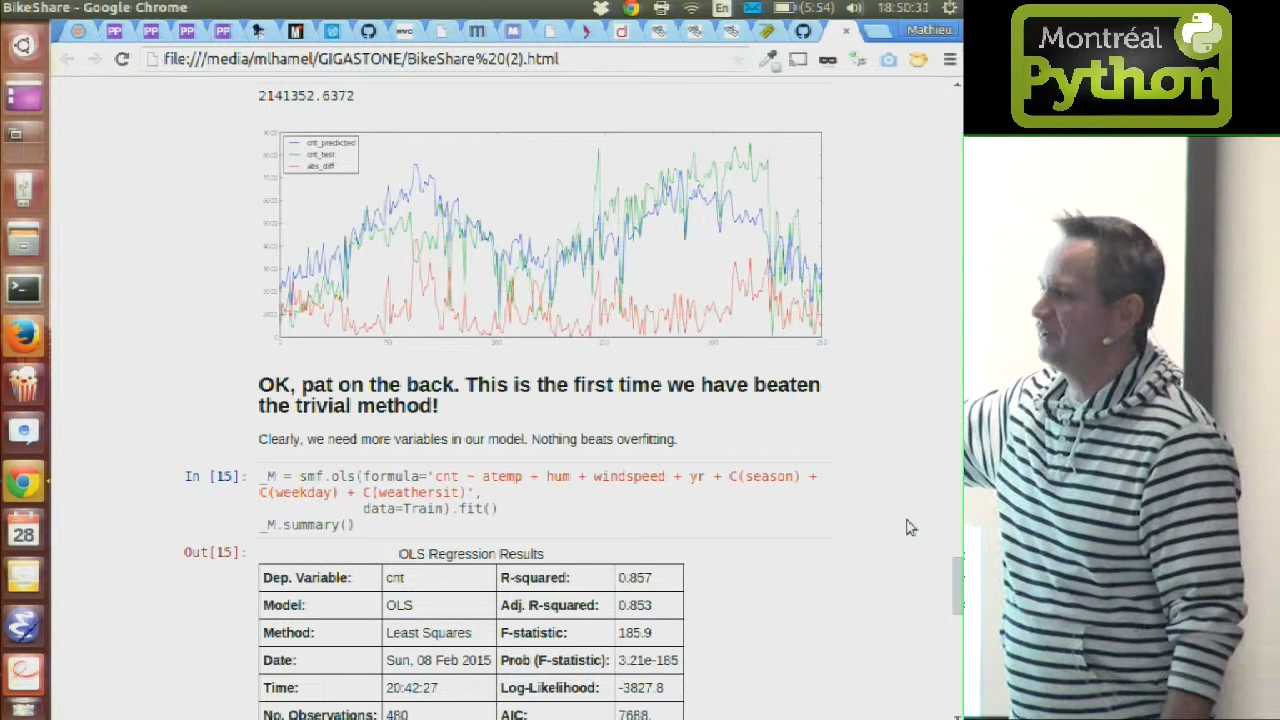 BikeShare - Google Chrome
En
(5:54)
18:50:31
Mathieu
file:///media/mlhamel/GIGASTONE/BikeShare%20(2).html
2141352.6372
cnt_predicted
cnt_test
abs_diff
OK, pat on the back. This is the first time we have beaten
the trivial method!
Clearly, we need more variables in our model. Nothing beats overfitting.
In [15]:
_M = smf.ols(formula='cnt ~ atemp + hum + windspeed + yr + C(season) +
C(weekday) + C(weathersit)',
data=Train).fit()
_M.summary()
Out[15]:
OLS Regression Results
Dep. Variable: cnt R-squared: 0.857
Model: OLS Adj. R-squared: 0.853
Method: Least Squares F-statistic: 185.9
Date: Sun, 08 Feb 2015 Prob (F-statistic): 3.21e-185
Time: 20:42:27 Log-Likelihood: -3827.8
No. Observations: 480 AIC: 7688.
28
Montréal
Python